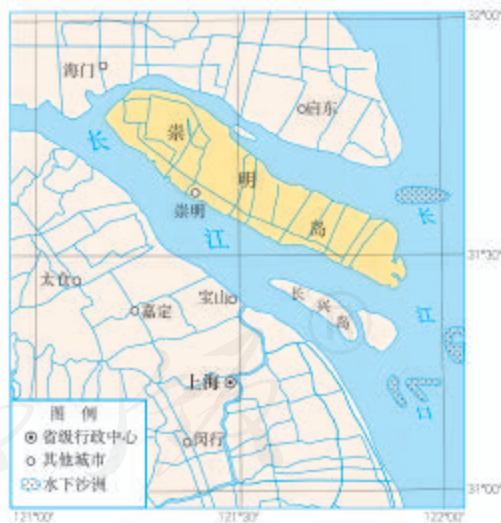 32°00′
海门
启东
长
崇
明
岛
崇明
江
长
31°30′
太仓
嘉定
宝山
长兴岛
江
上海
口
闵行
图 例
省级行政中心
其他城市
水下沙洲
31°00′
121°00′
121°30′
122°00′